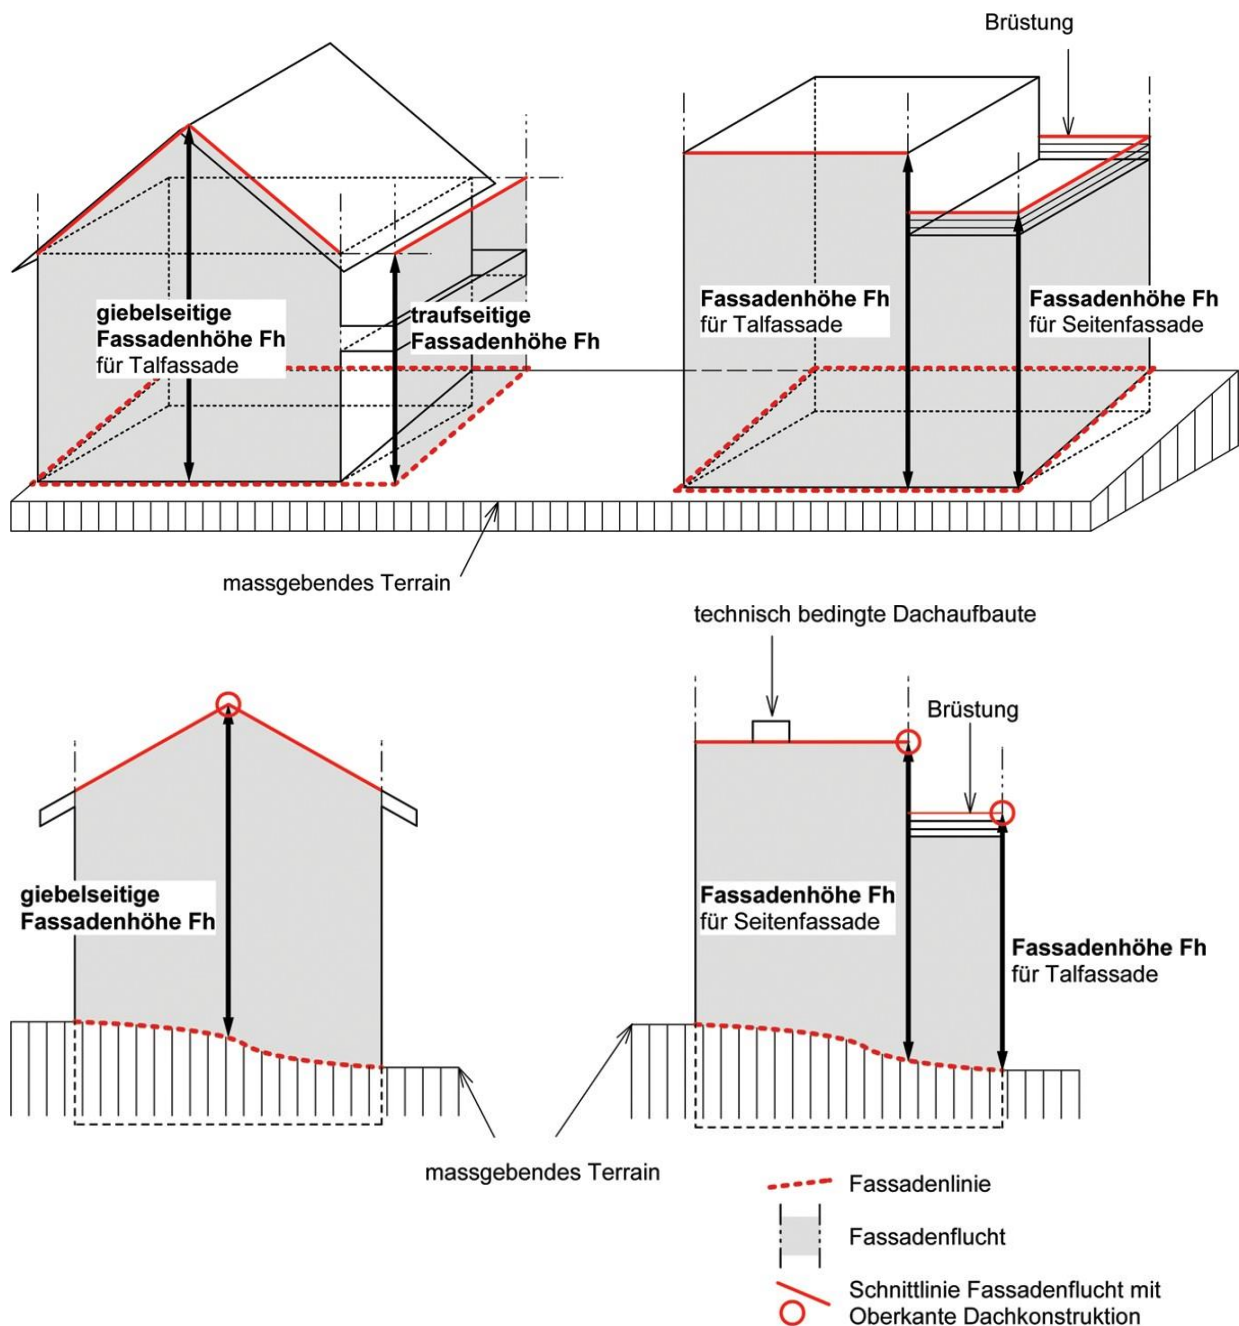 Brüstung
giebelseitige
Fassadenhöhe Fh
für Talfassade
traufseitige
Fassadenhöhe Fh
Fassadenhöhe Fh
für Talfassade
Fassadenhöhe Fh
für Seitenfassade
massgebendes Terrain
technisch bedingte Dachaufbaute
Brüstung
giebelseitige
Fassadenhöhe Fh
Fassadenhöhe Fh
für Seitenfassade
Fassadenhöhe Fh
für Talfassade
massgebendes Terrain
Fassadenlinie
Fassadenflucht
Schnittlinie Fassadenflucht mit
Oberkante Dachkonstruktion